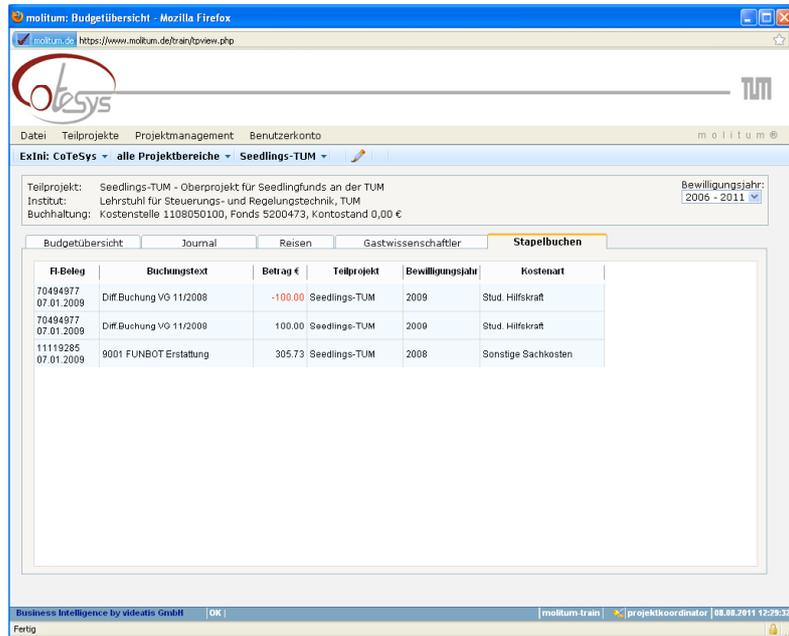 molitum: Budgetübersicht - Mozilla Firefox
molitum.de https://www.molitum.de/train/tpview.php
CoTeSys
TUM
Datei Teilprojekte Projektmanagement Benutzerkonto molitum®
ExIni: CoTeSys alle Projektbereiche Seedlings-TUM
Teilprojekt: Seedlings-TUM - Oberprojekt für Seedlingfunds an der TUM Bewilligungsjahr:
Institut: Lehrstuhl für Steuerungs- und Regelungstechnik, TUM 2006 - 2011
Buchhaltung: Kostenstelle 1108050100, Fonds 5200473, Kontostand 0,00 €
Budgetübersicht Journal Reisen Gastwissenschaftler Stapelbuchen
FI-Beleg Buchungstext Betrag € Teilprojekt Bewilligungsjahr Kostenart
70494977
07.01.2009 Diff.Buchung VG 11/2008 -100.00 Seedlings-TUM 2009 Stud. Hilfskraft
70494977
07.01.2009 Diff.Buchung VG 11/2008 100.00 Seedlings-TUM 2009 Stud. Hilfskraft
11119285
07.01.2009 9001 FUNBOT Erstattung 305.73 Seedlings-TUM 2008 Sonstige Sachkosten
Business Intelligence by videatis GmbH OK molitum-train projektkoordinator 08.08.2011 12:29:37
Fertig